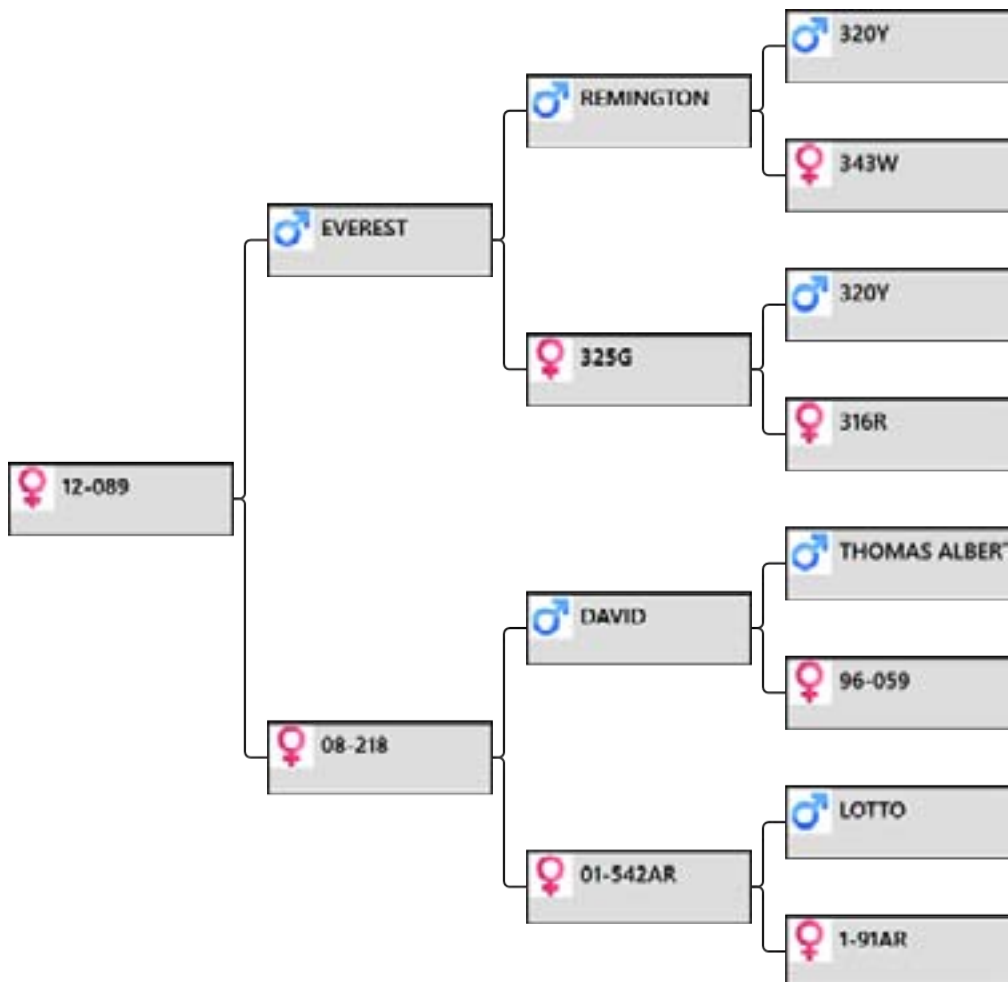 320Y
REMINGTON
343W
EVEREST
320Y
325G
316R
12-089
THOMAS ALBERT
DAVID
96-059
08-218
LOTTO
01-542AR
1-91AR